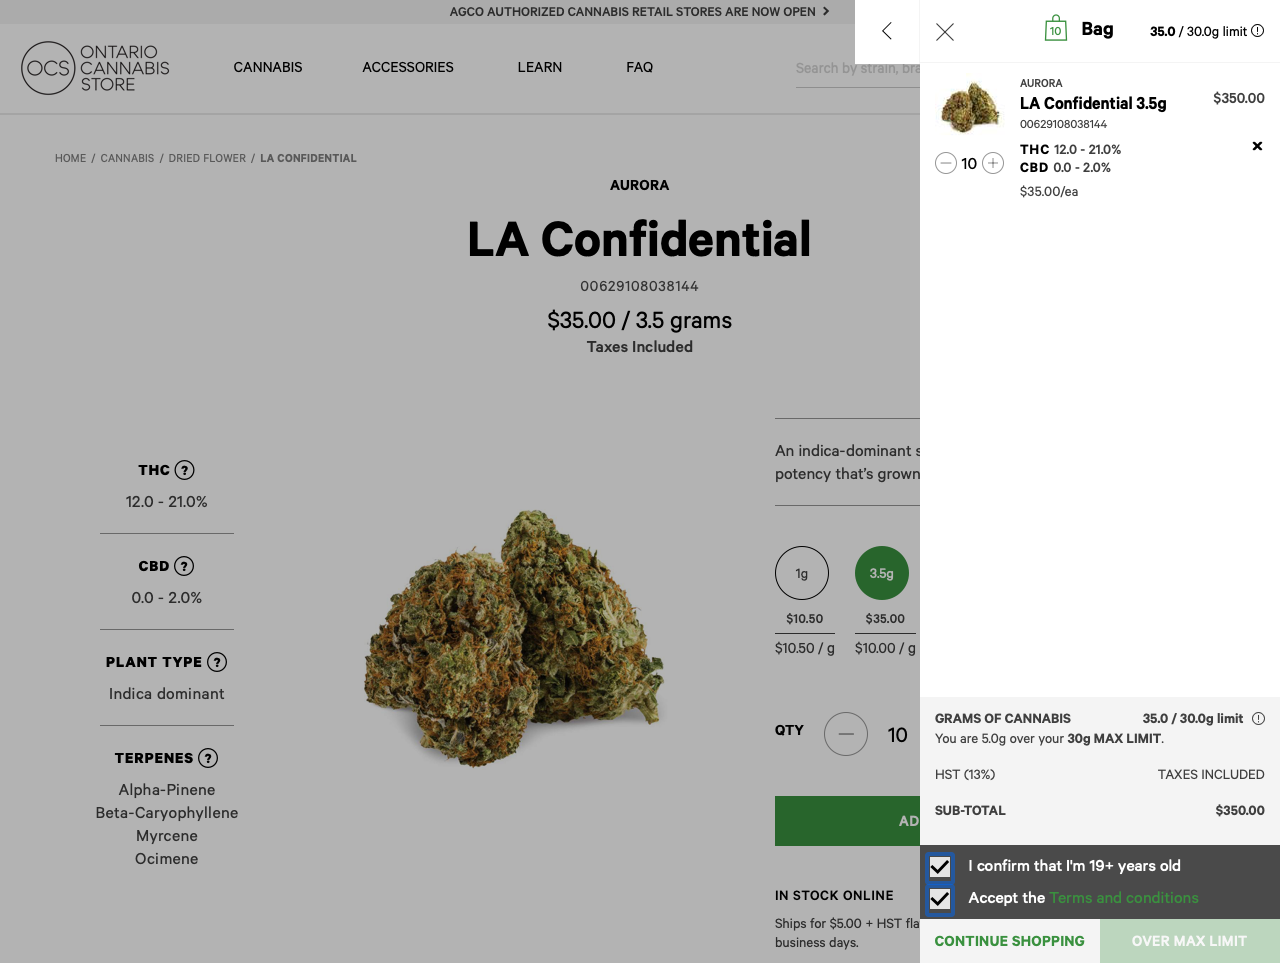 AGCO AUTHORIZED CANNABIS RETAIL STORES ARE NOW OPEN
OCS ONTARIO CANNABIS STORE
CANNABIS
ACCESSORIES
LEARN
FAQ
Search by strain, bra
HOME / CANNABIS / DRIED FLOWER / LA CONFIDENTIAL
AURORA
LA Confidential
00629108038144
$35.00 / 3.5 grams
Taxes Included
THC ?
12.0 - 21.0%
CBD ?
0.0 - 2.0%
PLANT TYPE ?
Indica dominant
TERPENES ?
Alpha-Pinene
Beta-Caryophyllene
Myrcene
Ocimene
An indica-dominant s
potency that’s grown
1g
3.5g
$10.50
$35.00
$10.50 / g
$10.00 / g
QTY
10
AD
IN STOCK ONLINE
Ships for $5.00 + HST fla
business days.
10 Bag
35.0 / 30.0g limit
AURORA
LA Confidential 3.5g
$350.00
00629108038144
THC 12.0 - 21.0%
CBD 0.0 - 2.0%
10
$35.00/ea
GRAMS OF CANNABIS
35.0 / 30.0g limit
You are 5.0g over your 30g MAX LIMIT.
HST (13%)
TAXES INCLUDED
SUB-TOTAL
$350.00
I confirm that I'm 19+ years old
Accept the Terms and conditions
CONTINUE SHOPPING
OVER MAX LIMIT